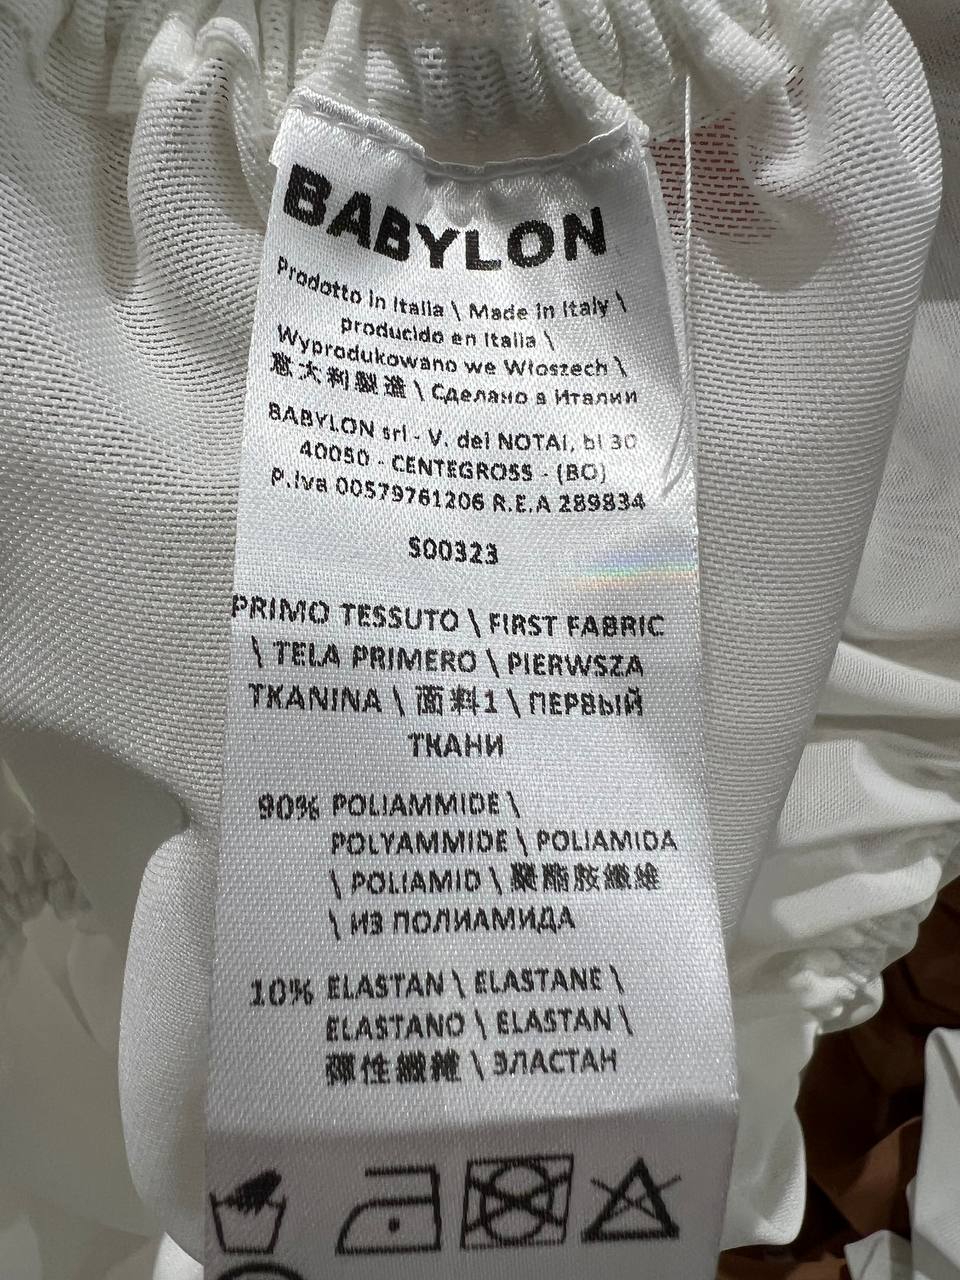 BABYLON
Prodotto in Italia \ Made in Italy \
producido en Italia \
Wyprodukowano we Włoszech \
意大利製造 \ Сделано в Италии
BABYLON srl - V. dei NOTAI, bl 30
40050 - CENTEGROSS - (BO)
P.Iva 00579761206 R.E.A 289834
S00323
PRIMO TESSUTO \ FIRST FABRIC
\ TELA PRIMERO \ PIERWSZA
TKANINA \ 面料1 \ ПЕРВЫЙ
ТКАНИ
90% POLIAMMIDE \
POLYAMMIDE \ POLIAMIDA
\ POLIAMID \ 聚酯胺纖維
\ ИЗ ПОЛИАМИДА
10% ELASTAN \ ELASTANE \
ELASTANO \ ELASTAN \
彈性纖維 \ ЭЛАСТАН